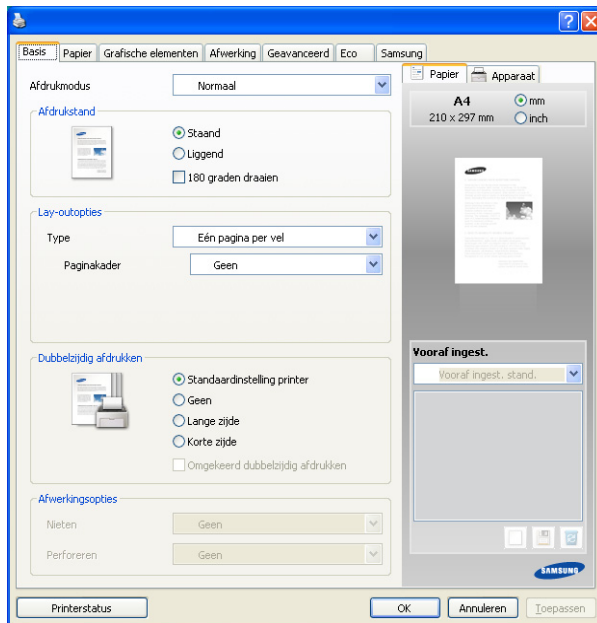 Basis Papier Grafische elementen Afwerking Geavanceerd Eco Samsung
Afdrukmodus Normaal
Afdrukstand
Staand
Liggend
180 graden draaien
Lay-outopties
Type Eén pagina per vel
Paginakader Geen
Dubbelzijdig afdrukken
Standaardinstelling printer
Geen
Lange zijde
Korte zijde
Omgekeerd dubbelzijdig afdrukken
Afwerkingsopties
Nieten Geen
Perforeren Geen
Papier Apparaat
A4 mm
210 x 297 mm inch
Vooraf ingest.
Vooraf ingest. stand.
SAMSUNG
Printerstatus OK Annuleren Toepassen